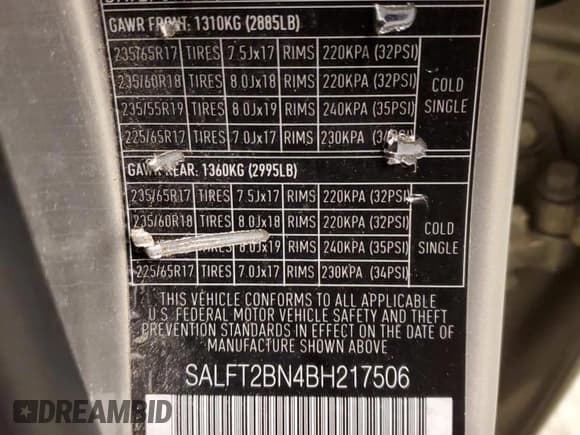 GAWR FRONT: 1310KG (2885LB)
235/65R17 TIRES 7.5Jx17 RIMS 220KPA (32PSI)
235/60R18 TIRES 8.0Jx18 RIMS 220KPA (32PSI)
235/55R19 TIRES 8.0Jx19 RIMS 240KPA (35PSI)
225/65R17 TIRES 7.0Jx17 RIMS 230KPA
COLD
SINGLE
GAWR REAR: 1360KG (2995LB)
235/65R17 TIRES 7.5Jx17 RIMS 220KPA (32PSI)
235/60R18 TIRES 8.0Jx18 RIMS 220KPA (32PSI)
TIRES 8.0Jx19 RIMS 240KPA (35PSI)
225/65R17 TIRES 7.0Jx17 RIMS 230KPA (34PSI)
COLD
SINGLE
THIS VEHICLE CONFORMS TO ALL APPLICABLE
U.S. FEDERAL MOTOR VEHICLE SAFETY AND THEFT
PREVENTION STANDARDS IN EFFECT ON THE DATE OF
MANUFACTURE SHOWN ABOVE
SALFT2BN4BH217506
DREAMBID